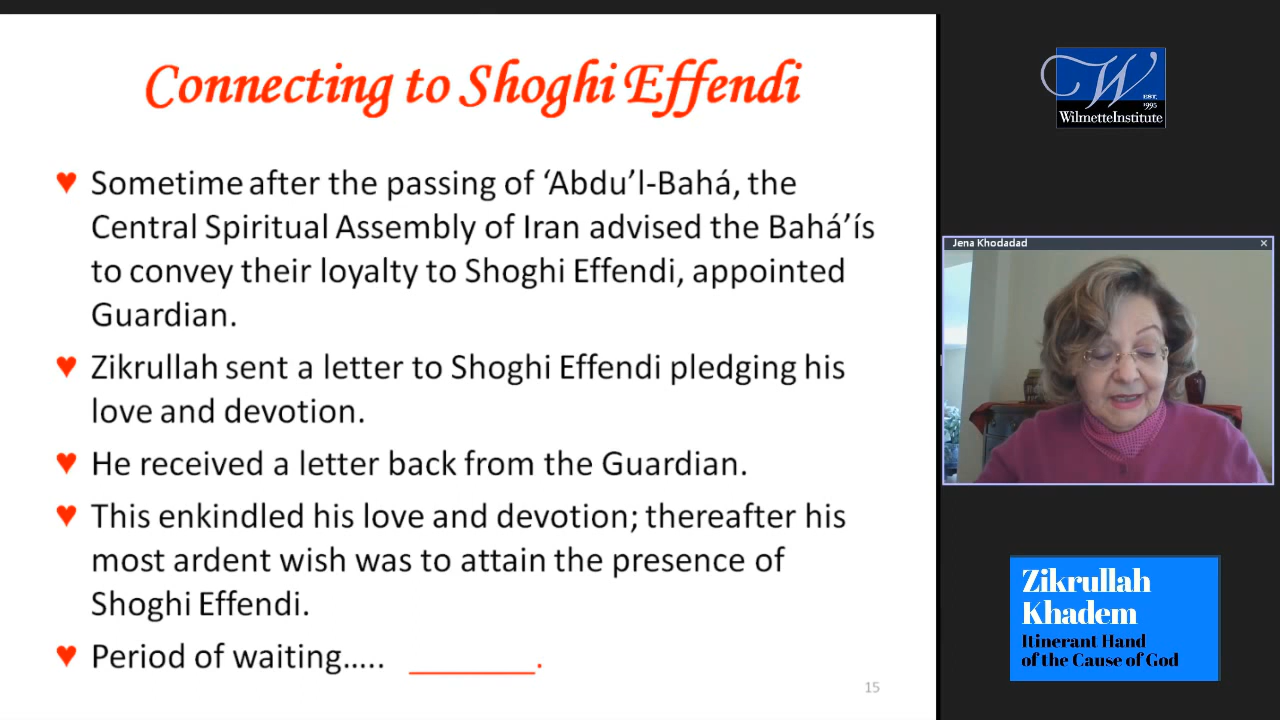 Connecting to Shoghi Effendi
♥ Sometime after the passing of ‘Abdu’l-Bahá, the
Central Spiritual Assembly of Iran advised the Bahá’ís
to convey their loyalty to Shoghi Effendi, appointed
Guardian.
♥ Zikrullah sent a letter to Shoghi Effendi pledging his
love and devotion.
♥ He received a letter back from the Guardian.
♥ This enkindled his love and devotion; thereafter his
most ardent wish was to attain the presence of
Shoghi Effendi.
♥ Period of waiting….. ________.
15
W
EST.
1995
WilmetteInstitute
Jena Khodadad
Zikrullah
Khadem
Itinerant Hand
of the Cause of God